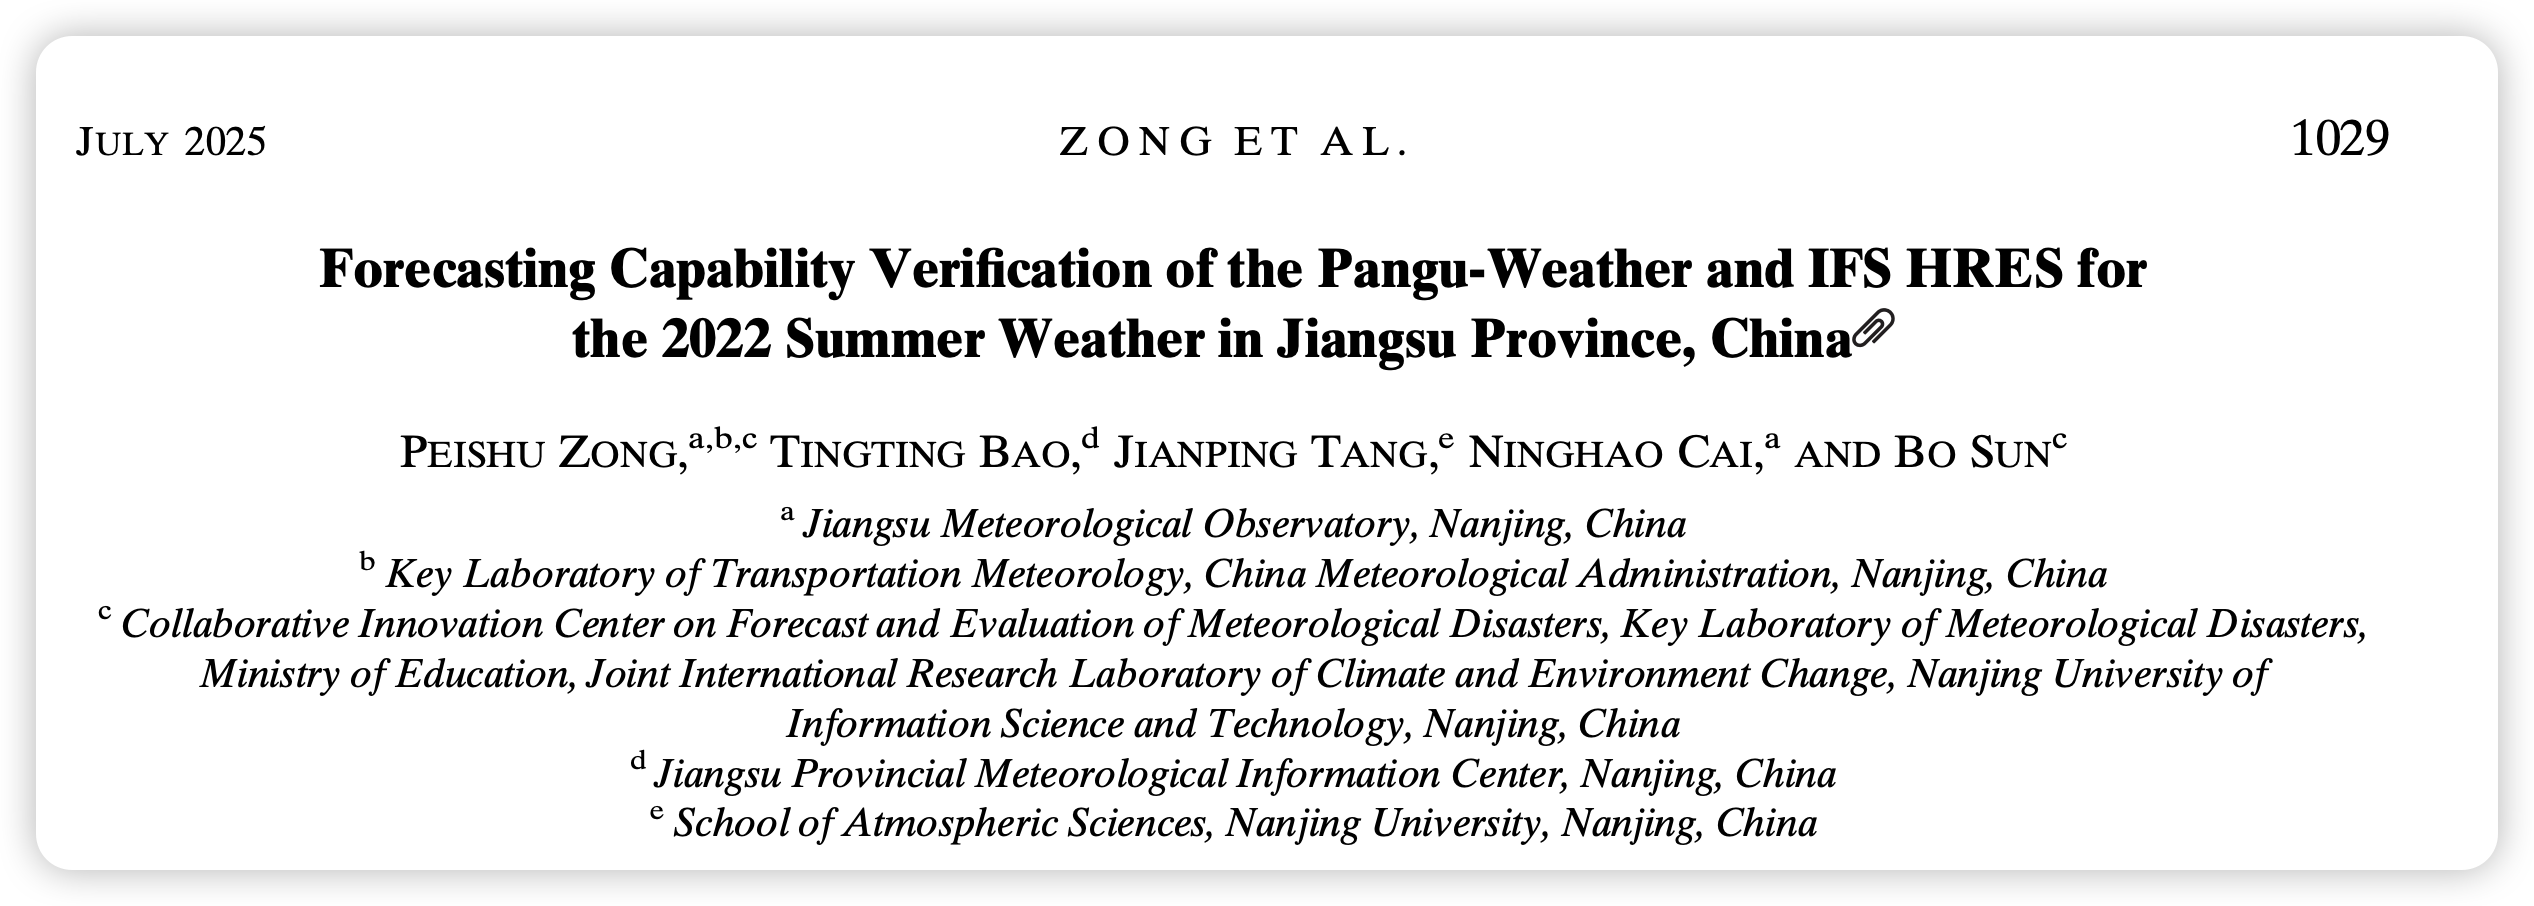 JULY 2025 ZONG ET AL. 1029
Forecasting Capability Verification of the Pangu-Weather and IFS HRES for
the 2022 Summer Weather in Jiangsu Province, China
PEISHU ZONG,a,b,c TINGTING BAO,d JIANPING TANG,e NINGHAO CAI,a AND BO SUNc
a Jiangsu Meteorological Observatory, Nanjing, China
b Key Laboratory of Transportation Meteorology, China Meteorological Administration, Nanjing, China
c Collaborative Innovation Center on Forecast and Evaluation of Meteorological Disasters, Key Laboratory of Meteorological Disasters,
Ministry of Education, Joint International Research Laboratory of Climate and Environment Change, Nanjing University of
Information Science and Technology, Nanjing, China
d Jiangsu Provincial Meteorological Information Center, Nanjing, China
e School of Atmospheric Sciences, Nanjing University, Nanjing, China